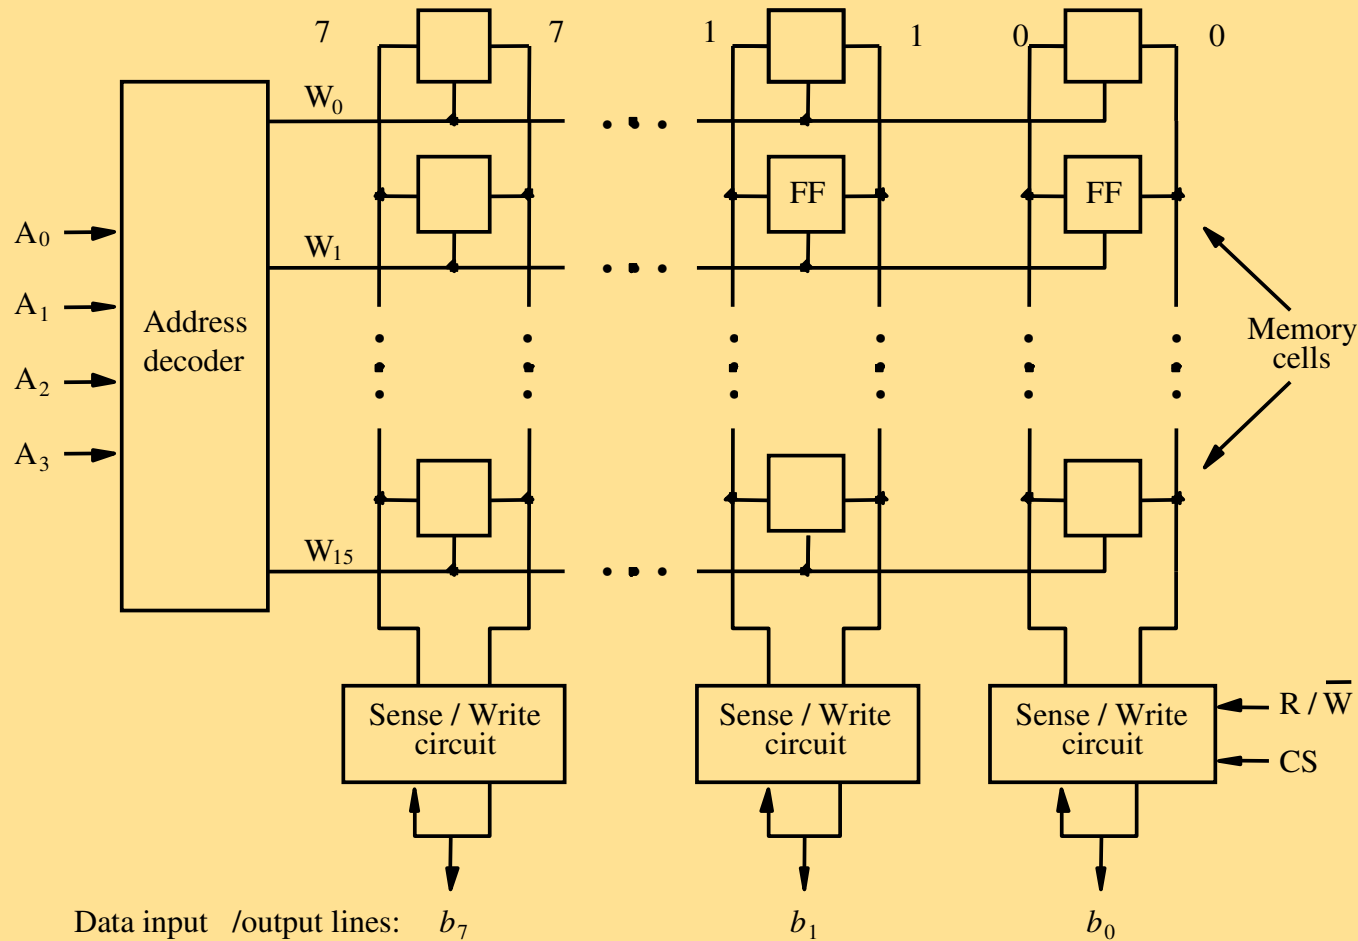 7 7 1 1 0 0
W₀
FF FF
A₀
W₁
A₁
Address
decoder
Memory
cells
A₂
A₃
W₁₅
Sense / Write
circuit
Sense / Write
circuit
Sense / Write
circuit
R / W̅
CS
Data input /output lines: b₇ b₁ b₀